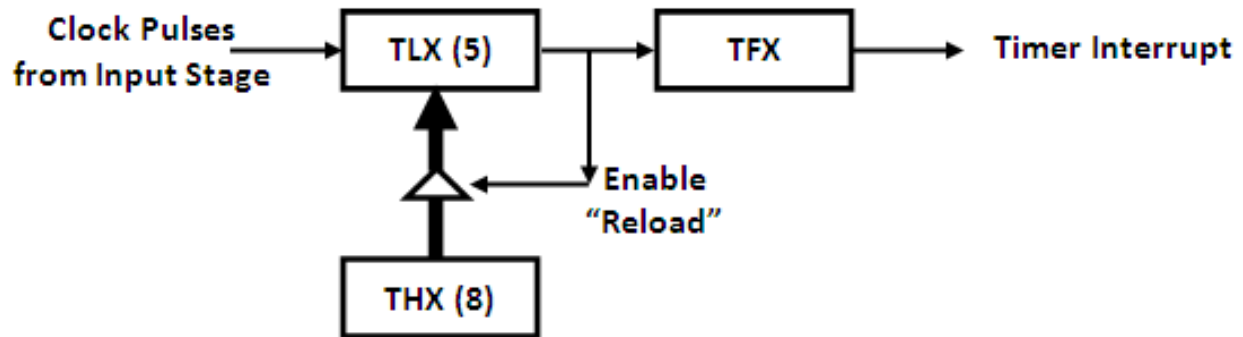 Clock Pulses
from Input Stage
TLX (5)
TFX
Timer Interrupt
Enable
“Reload”
THX (8)